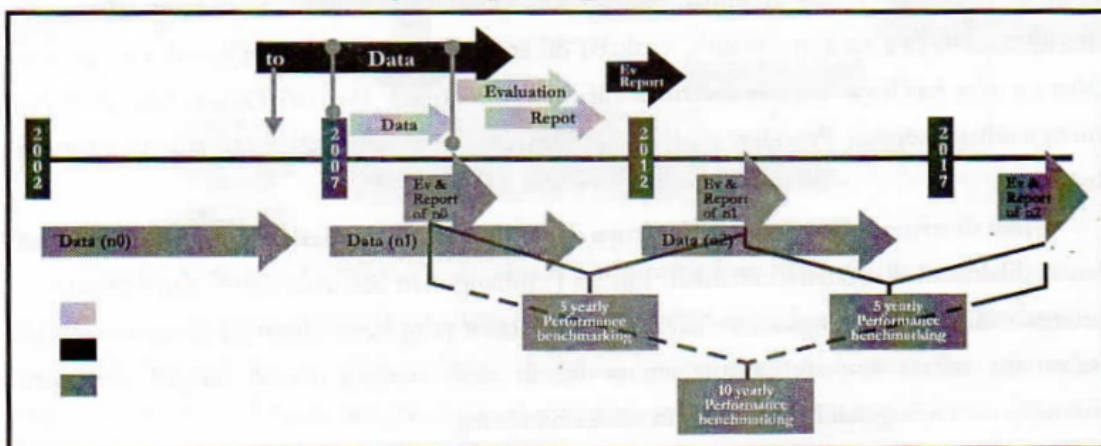 to Data
Ev
Report
Evaluation
Data
Repot
2002
2007
2012
2017
Ev &
Report
of n0
Ev &
Report
of n1
Ev &
Report
of n2
Data (n0)
Data (n1)
Data (n2)
5 yearly
Performance
benchmarking
5 yearly
Performance
benchmarking
10 yearly
Performance
benchmarking